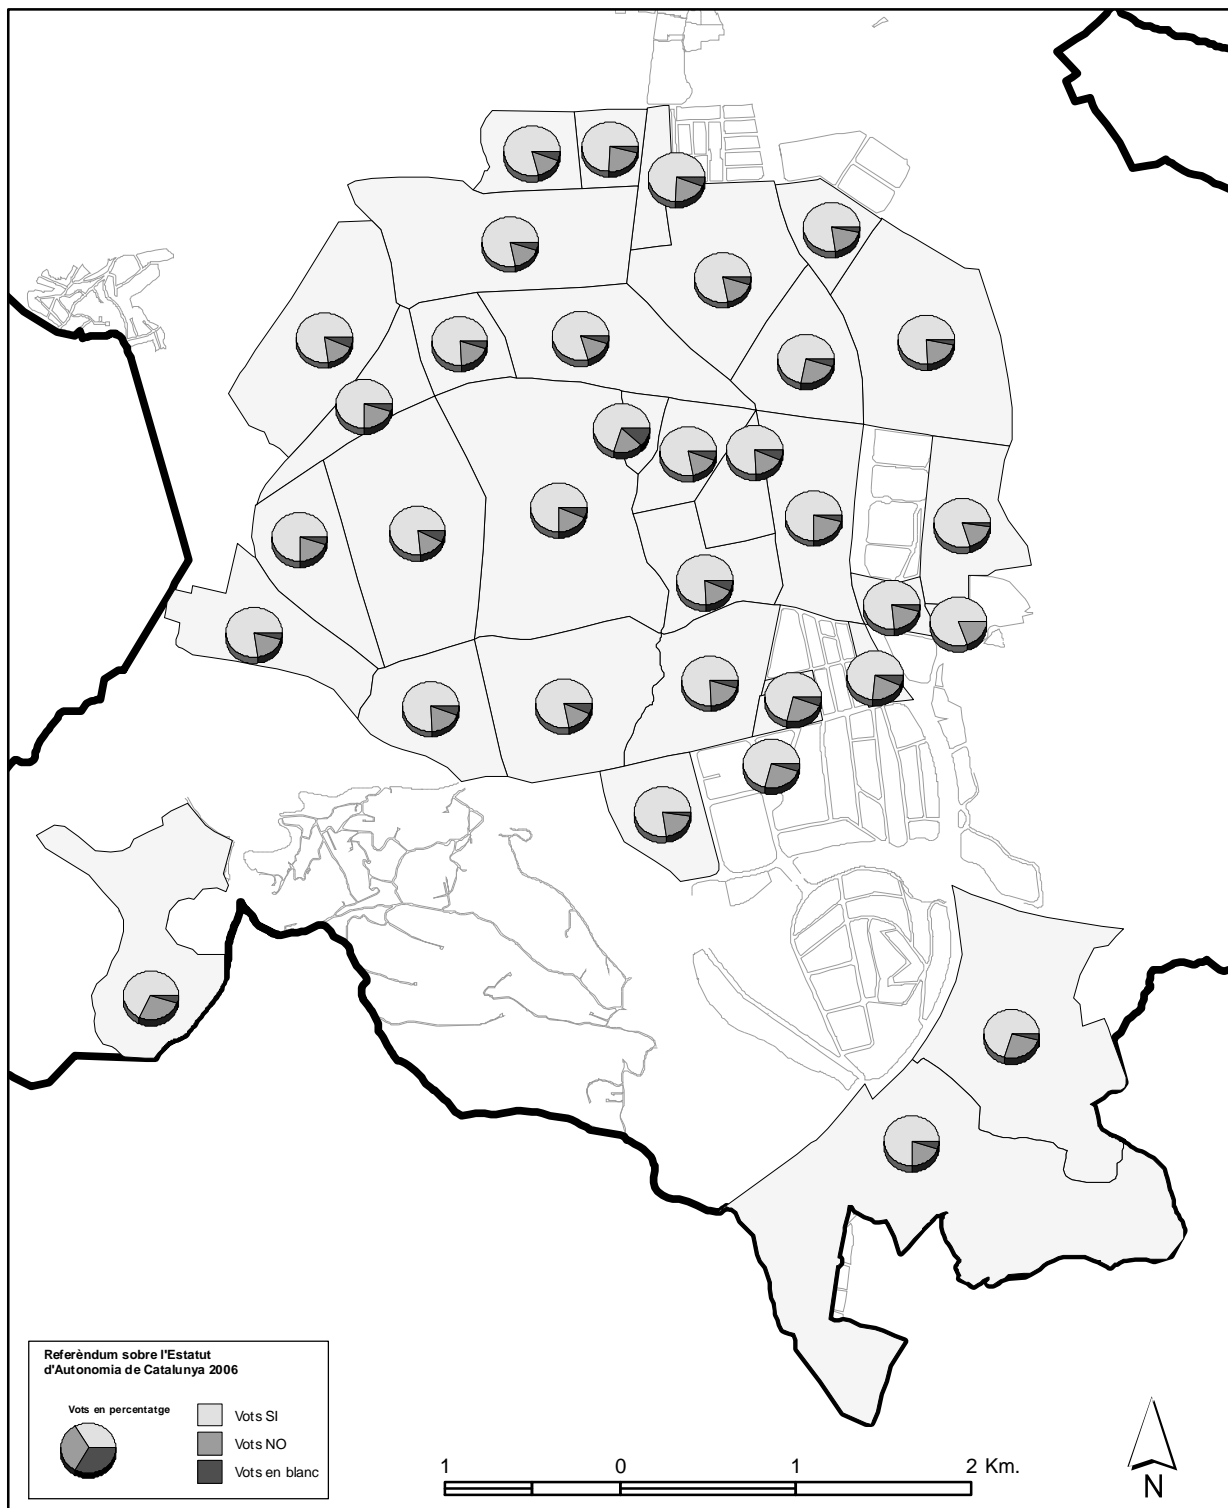 Referèndum sobre l'Estatut
d'Autonomia de Catalunya 2006
Vots en percentatge
Vots SI
Vots NO
Vots en blanc
1 0 1 2 Km.
N